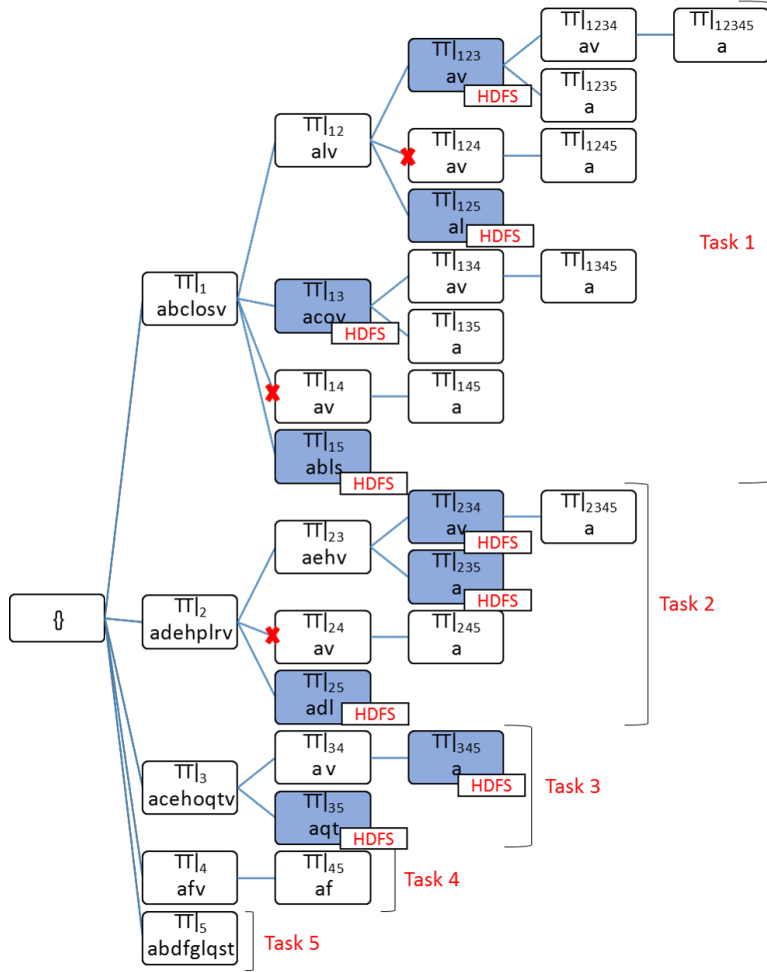 TT|1234
av
TT|12345
a
TT|123
av
HDFS
TT|1235
a
TT|12
alv
TT|124
av
TT|1245
a
TT|125
al
HDFS
Task 1
TT|1
abclosv
TT|13
acov
HDFS
TT|134
av
TT|1345
a
TT|135
a
TT|14
av
TT|145
a
TT|15
abls
HDFS
TT|23
aehv
TT|234
av
HDFS
TT|2345
a
TT|235
a
HDFS
Task 2
{}
TT|2
adehplrv
TT|24
av
TT|245
a
TT|25
adl
HDFS
TT|3
acehoqtv
TT|34
av
TT|345
a
HDFS
Task 3
TT|35
aqt
HDFS
TT|4
afv
TT|45
af
Task 4
TT|5
abdfglqst
Task 5